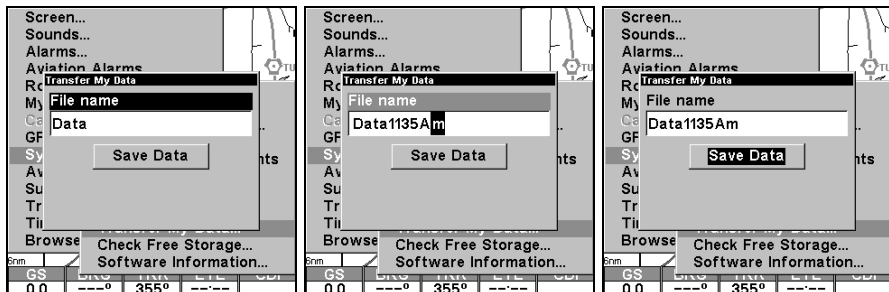 Screen...
Sounds...
Alarms...
Aviation Alarms
Transfer My Data
File name
Data
Save Data
Browse
Check Free Storage...
Software Information...
GS
0.0 ---° 355° --:--
Screen...
Sounds...
Alarms...
Aviation Alarms
Transfer My Data
File name
Data1135Am
Save Data
Transfer My Data...
Browse
Check Free Storage...
Software Information...
GS
0.0 ---° 355° --:--
Screen...
Sounds...
Alarms...
Aviation Alarms
Transfer My Data
File name
Data1135Am
Save Data
Browse
Check Free Storage...
Software Information...
GS
0.0 ---° 355° --:--